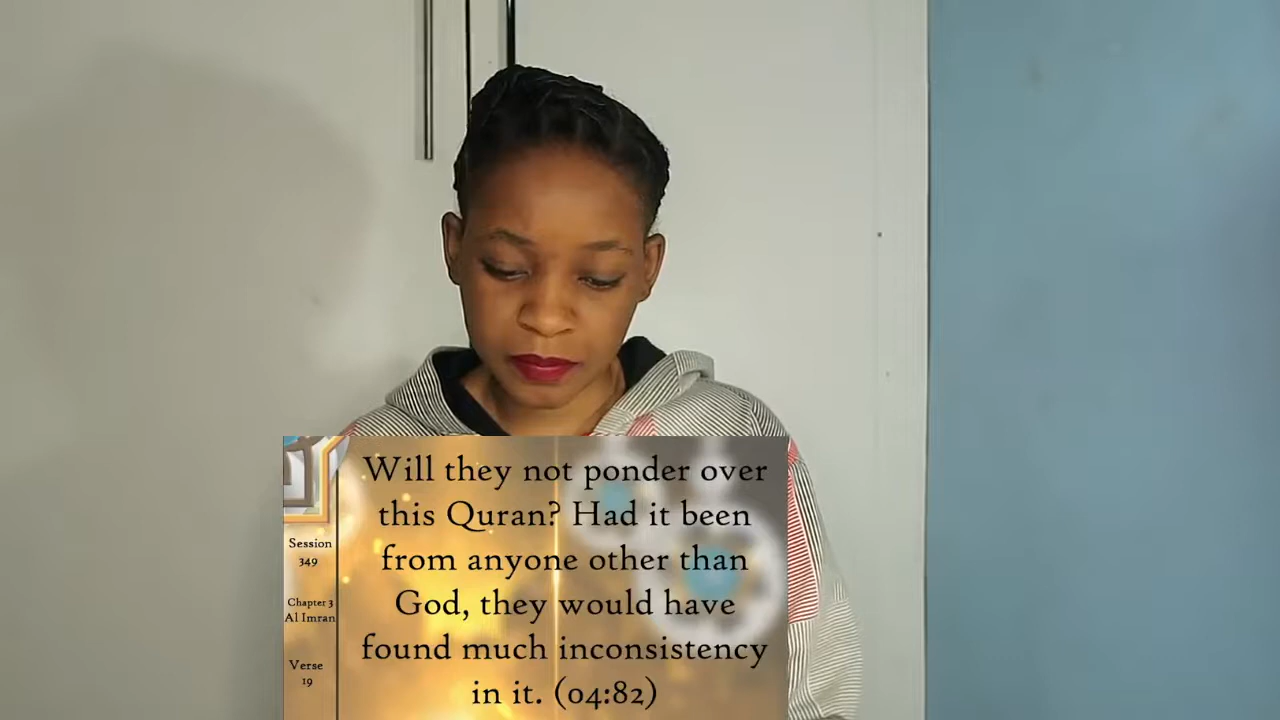 Session
349
Chapter 3
Al Imran
Verse
19
Will they not ponder over
this Quran? Had it been
from anyone other than
God, they would have
found much inconsistency
in it. (04:82)